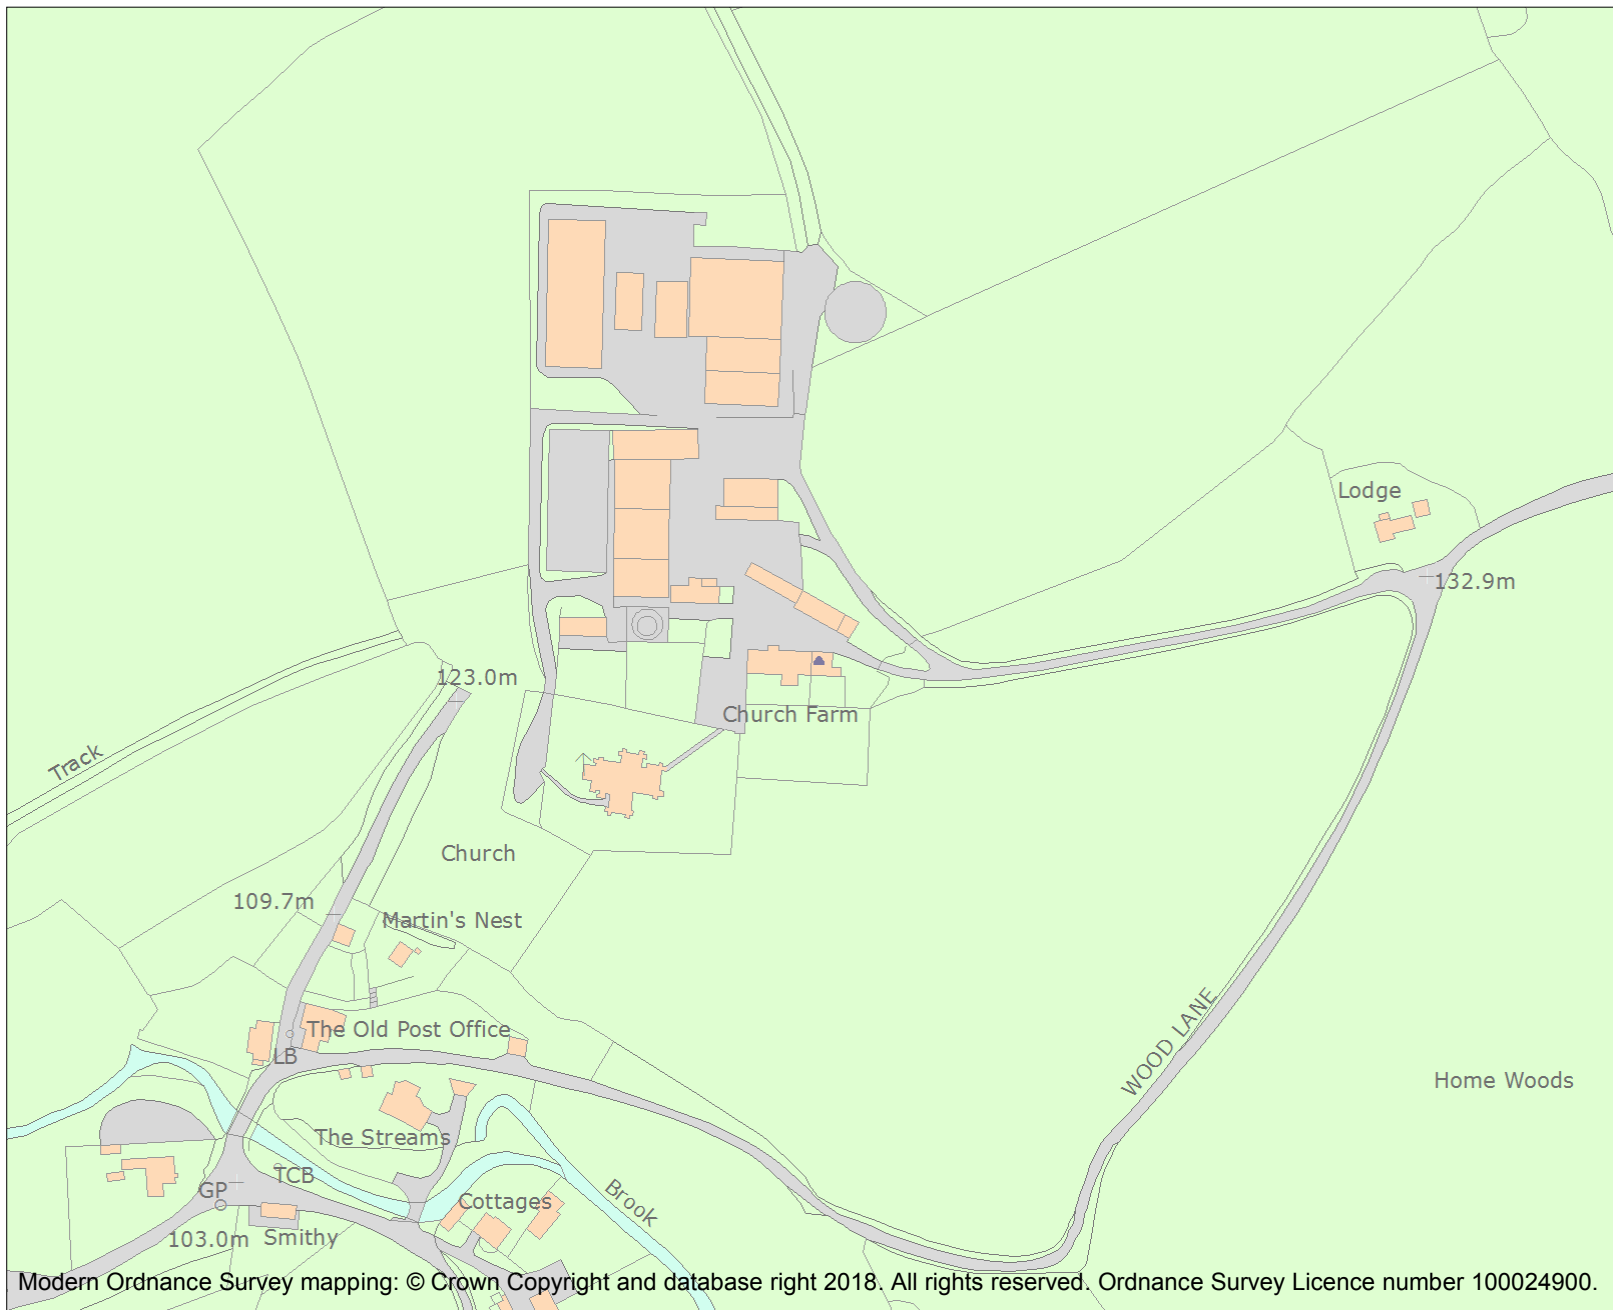 Lodge
132.9m
123.0m
Church Farm
Track
Church
109.7m
Martin's Nest
WOOD LANE
The Old Post Office
LB
Home Woods
The Streams
TCB
GP
Cottages
Brook
103.0m
Smithy
Modern Ordnance Survey mapping: © Crown Copyright and database right 2018. All rights reserved. Ordnance Survey Licence number 100024900.